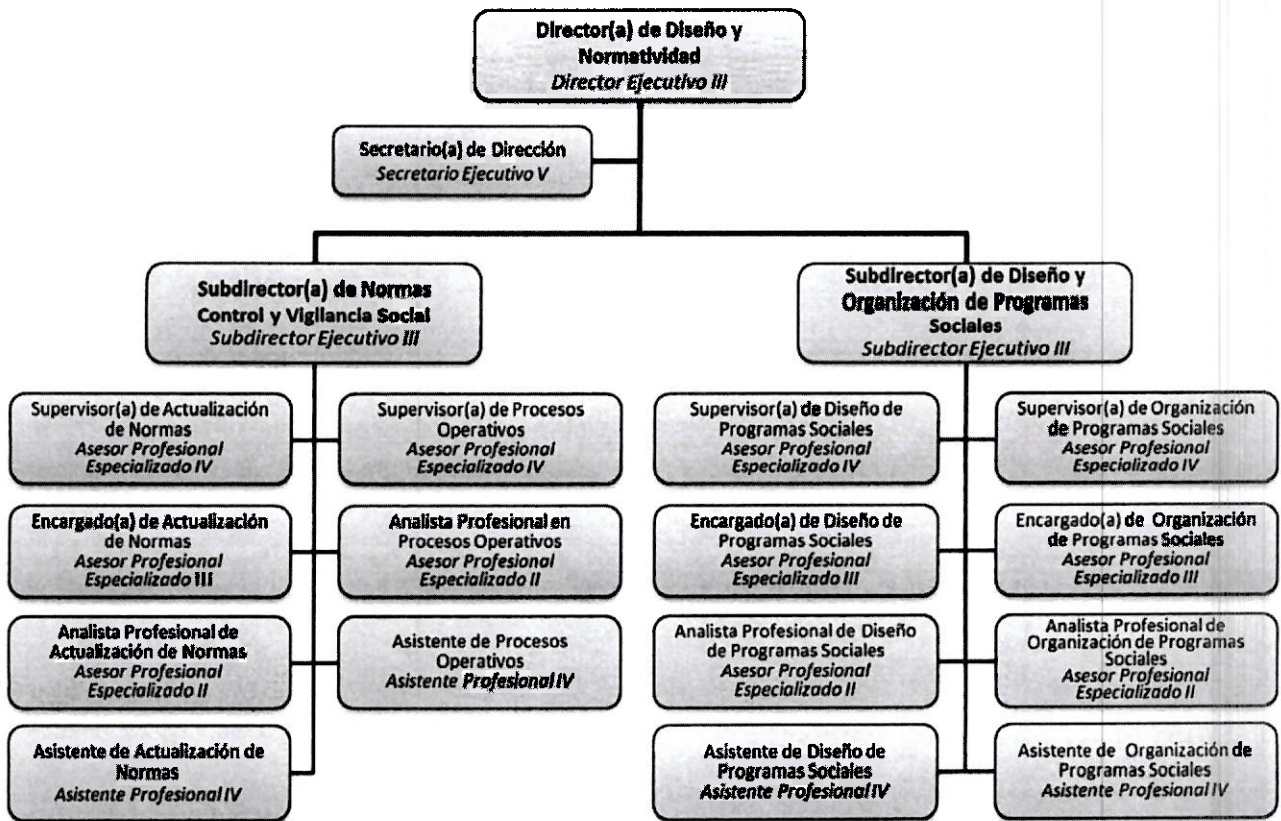 Director(a) de Diseño y
Normatividad
Director Ejecutivo III
Secretario(a) de Dirección
Secretario Ejecutivo V
Subdirector(a) de Normas
Control y Vigilancia Social
Subdirector Ejecutivo III
Subdirector(a) de Diseño y
Organización de Programas
Sociales
Subdirector Ejecutivo III
Supervisor(a) de Actualización
de Normas
Asesor Profesional
Especializado IV
Supervisor(a) de Procesos
Operativos
Asesor Profesional
Especializado IV
Supervisor(a) de Diseño de
Programas Sociales
Asesor Profesional
Especializado IV
Supervisor(a) de Organización
de Programas Sociales
Asesor Profesional
Especializado IV
Encargado(a) de Actualización
de Normas
Asesor Profesional
Especializado III
Analista Profesional en
Procesos Operativos
Asesor Profesional
Especializado II
Encargado(a) de Diseño de
Programas Sociales
Asesor Profesional
Especializado III
Encargado(a) de Organización
de Programas Sociales
Asesor Profesional
Especializado III
Analista Profesional de
Actualización de Normas
Asesor Profesional
Especializado II
Asistente de Procesos
Operativos
Asistente Profesional IV
Analista Profesional de Diseño
de Programas Sociales
Asesor Profesional
Especializado II
Analista Profesional de
Organización de Programas
Sociales
Asesor Profesional
Especializado II
Asistente de Actualización de
Normas
Asistente Profesional IV
Asistente de Diseño de
Programas Sociales
Asistente Profesional IV
Asistente de Organización de
Programas Sociales
Asistente Profesional IV